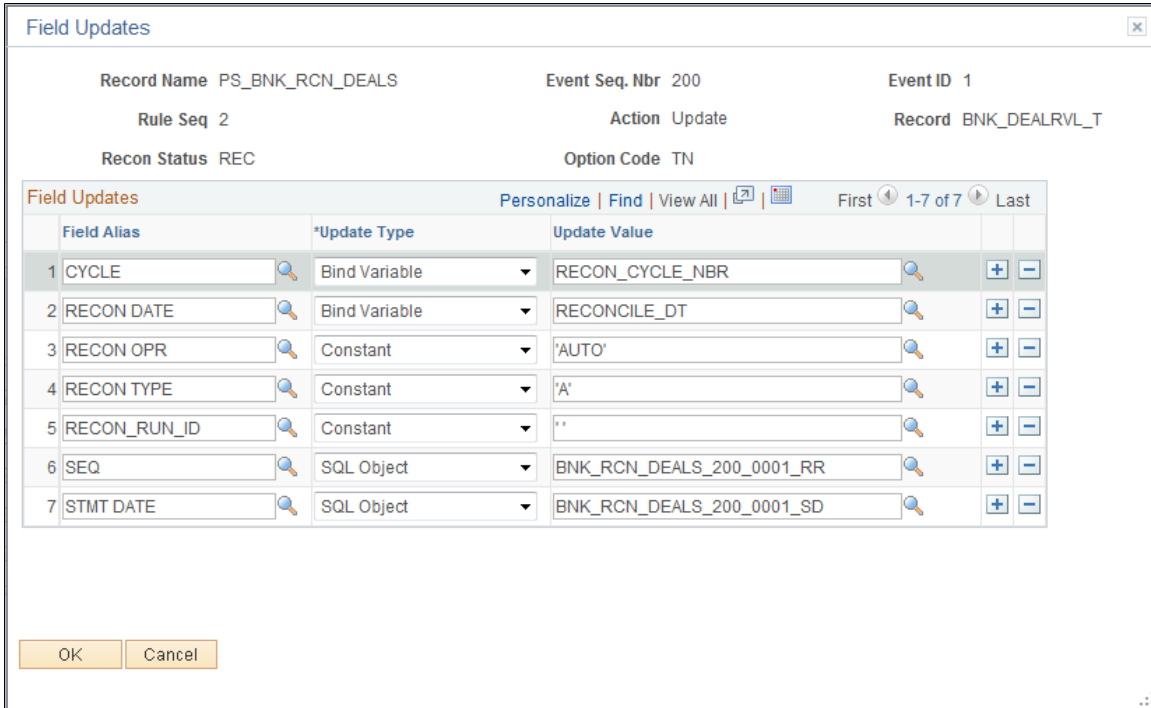 Field Updates
Record Name PS_BNK_RCN_DEALS Event Seq. Nbr 200 Event ID 1
Rule Seq 2 Action Update Record BNK_DEALRVL_T
Recon Status REC Option Code TN
Field Updates Personalize | Find | View All | | First 1-7 of 7 Last
Field Alias *Update Type Update Value
1 CYCLE Bind Variable RECON_CYCLE_NBR
2 RECON DATE Bind Variable RECONCILE_DT
3 RECON OPR Constant 'AUTO'
4 RECON TYPE Constant 'A'
5 RECON_RUN_ID Constant ' '
6 SEQ SQL Object BNK_RCN_DEALS_200_0001_RR
7 STMT DATE SQL Object BNK_RCN_DEALS_200_0001_SD
OK Cancel